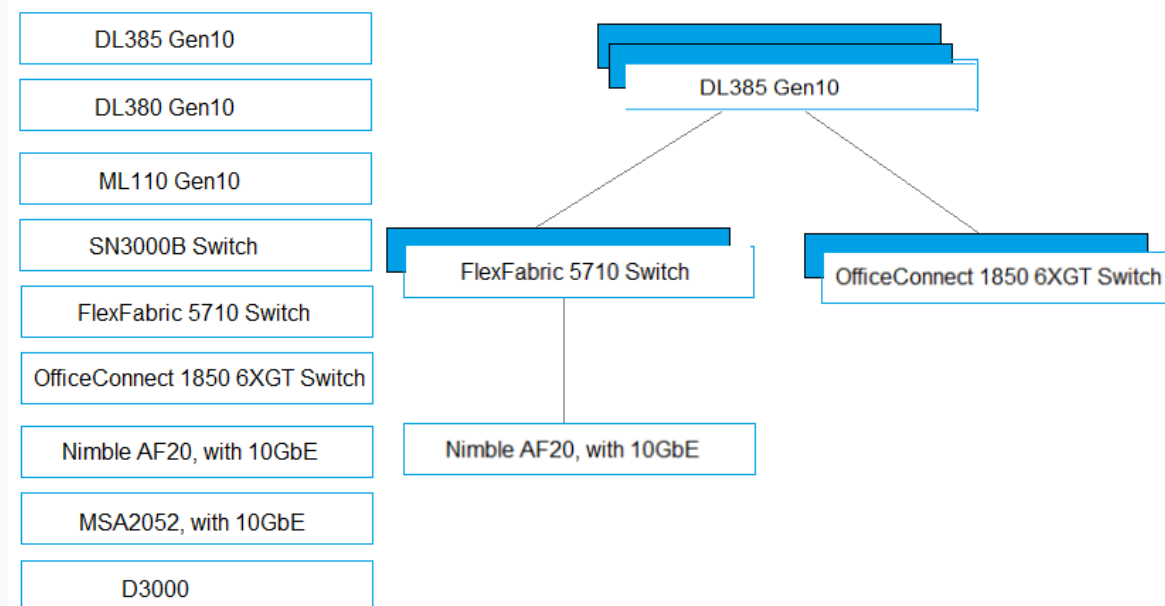 DL385 Gen10
DL380 Gen10
ML110 Gen10
SN3000B Switch
FlexFabric 5710 Switch
OfficeConnect 1850 6XGT Switch
Nimble AF20, with 10GbE
MSA2052, with 10GbE
D3000
DL385 Gen10
FlexFabric 5710 Switch
OfficeConnect 1850 6XGT Switch
Nimble AF20, with 10GbE